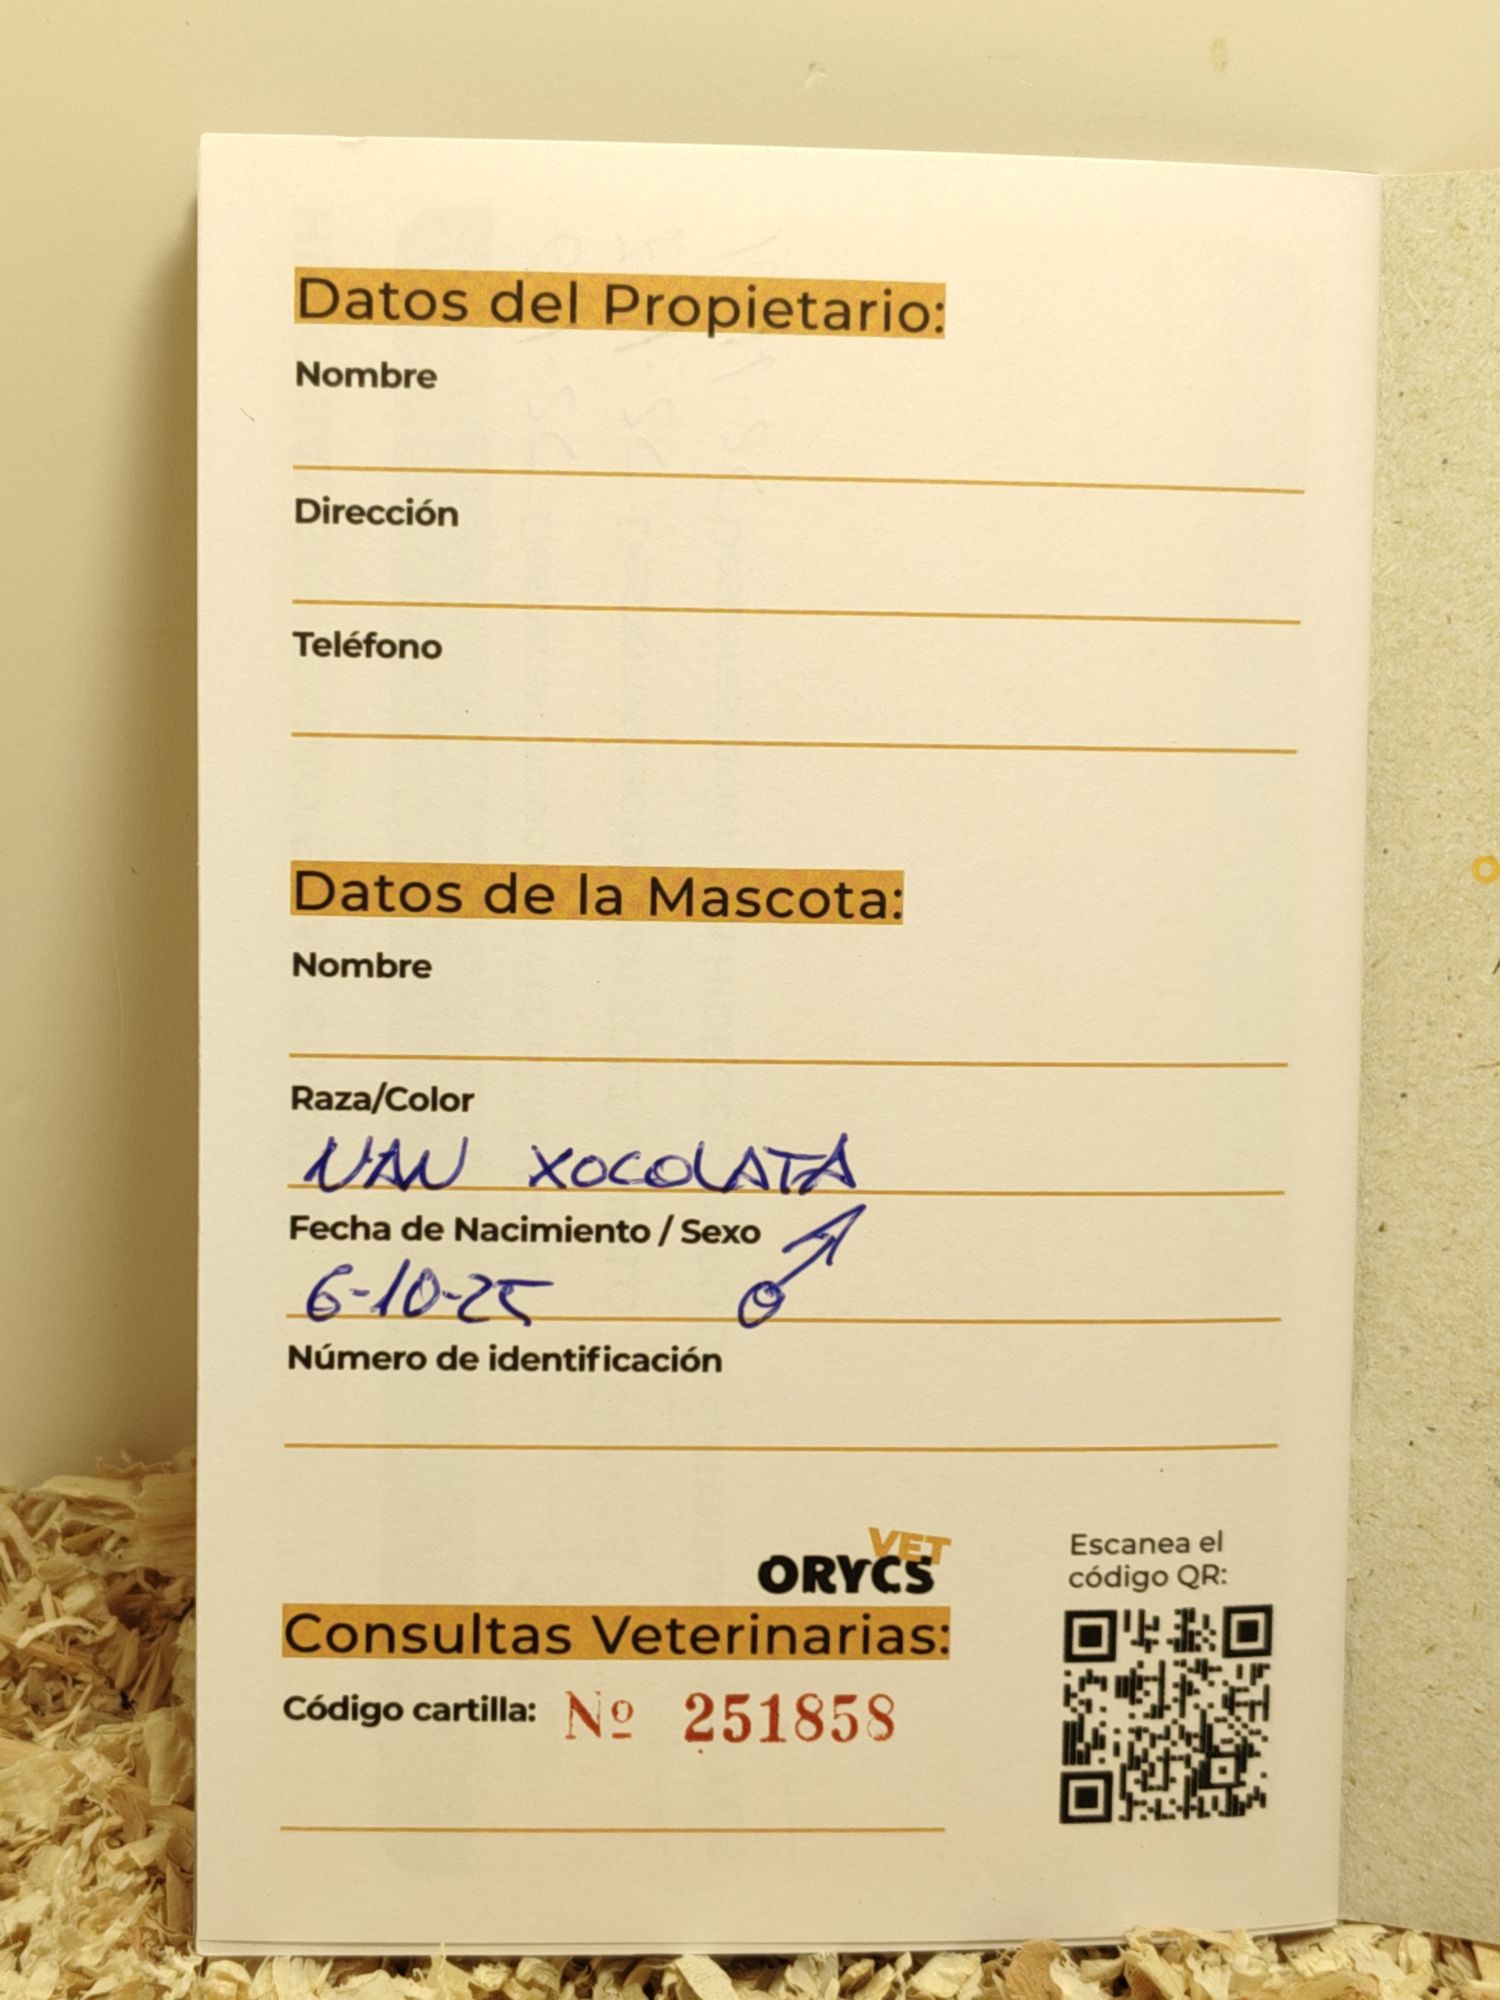 Datos del Propietario:
Nombre
Dirección
Teléfono
Datos de la Mascota:
Nombre
Raza/Color
NAN XOCOLATA
Fecha de Nacimiento / Sexo ♂
6-10-25
Número de identificación
ORYCS VET
Escanea el
código QR:
Consultas Veterinarias:
Código cartilla: Nº 251858